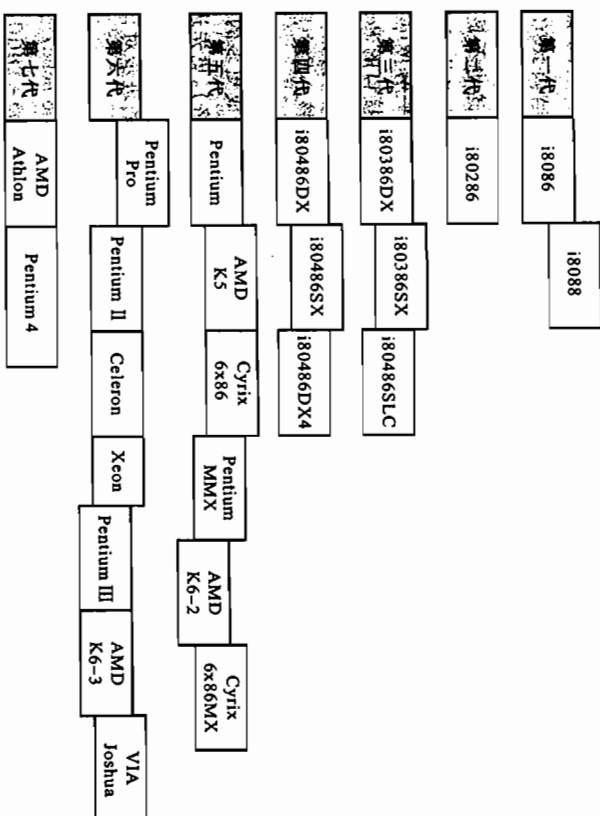 第一代
i8086
i8088
第二代
i80286
第三代
i80386DX
i80386SX
i80486SLC
第四代
i80486DX
i80486SX
i80486DX4
第五代
Pentium
AMD
K5
Cyrix
6x86
Pentium
MMX
AMD
K6-2
Cyrix
6x86MX
第六代
Pentium
Pro
Pentium II
Celeron
Xeon
Pentium III
AMD
K6-3
VIA
Joshua
第七代
AMD
Athlon
Pentium 4